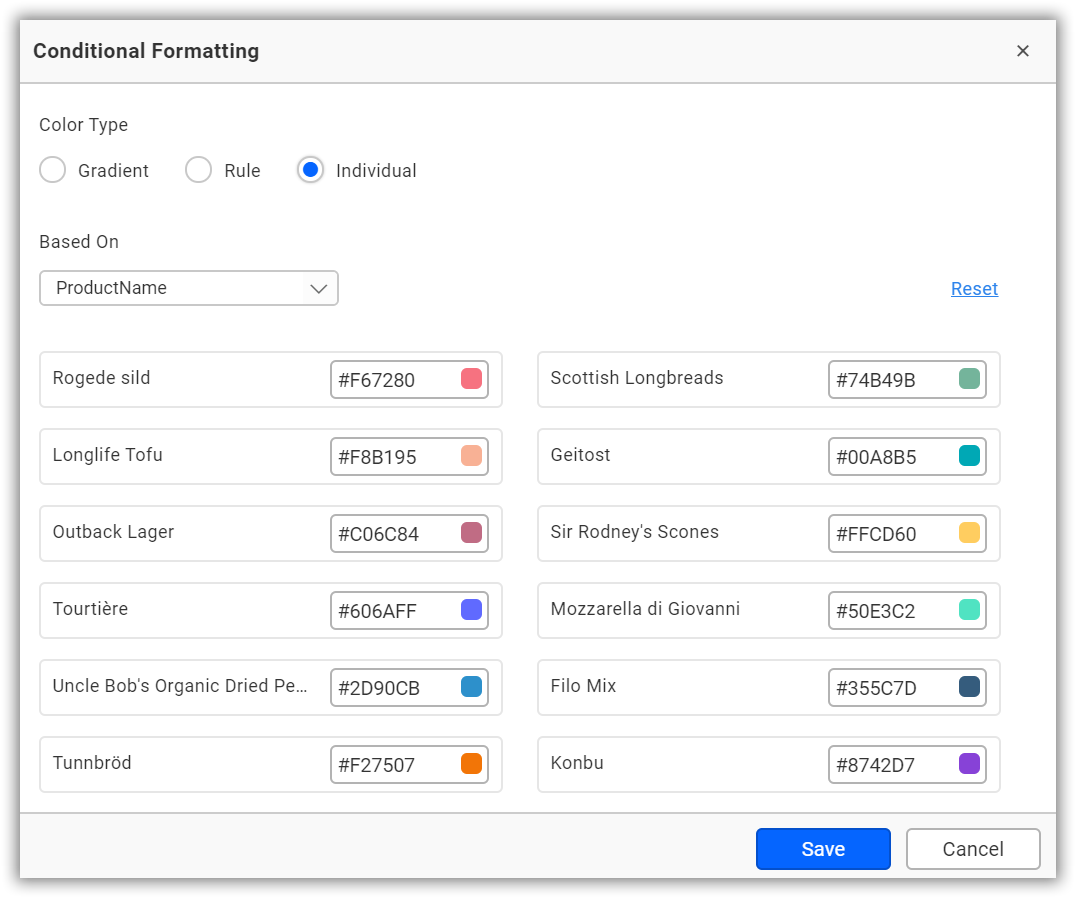 Conditional Formatting
Color Type
Gradient Rule Individual
Based On
ProductName Reset
Rogede sild #F67280 Scottish Longbreads #74B49B
Longlife Tofu #F8B195 Geitost #00A8B5
Outback Lager #C06C84 Sir Rodney's Scones #FFCD60
Tourtière #606AFF Mozzarella di Giovanni #50E3C2
Uncle Bob's Organic Dried Pe... #2D90CB Filo Mix #355C7D
Tunnbröd #F27507 Konbu #8742D7
Save Cancel